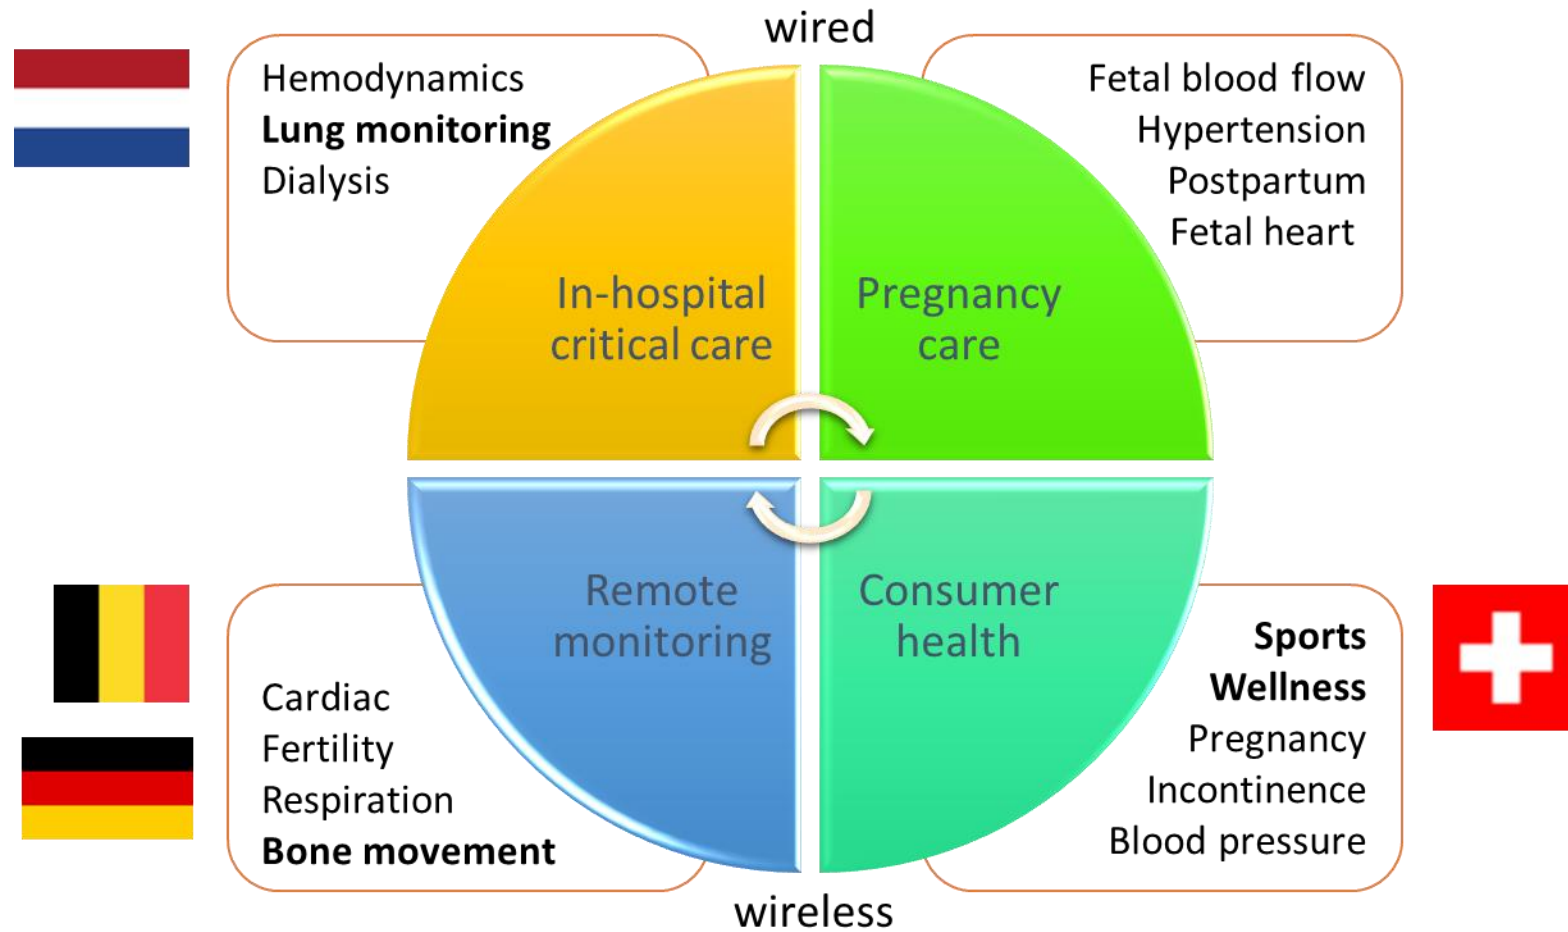 wired
Hemodynamics
Lung monitoring
Dialysis
Fetal blood flow
Hypertension
Postpartum
Fetal heart
In-hospital
critical care
Pregnancy
care
Remote
monitoring
Consumer
health
Cardiac
Fertility
Respiration
Bone movement
Sports
Wellness
Pregnancy
Incontinence
Blood pressure
wireless